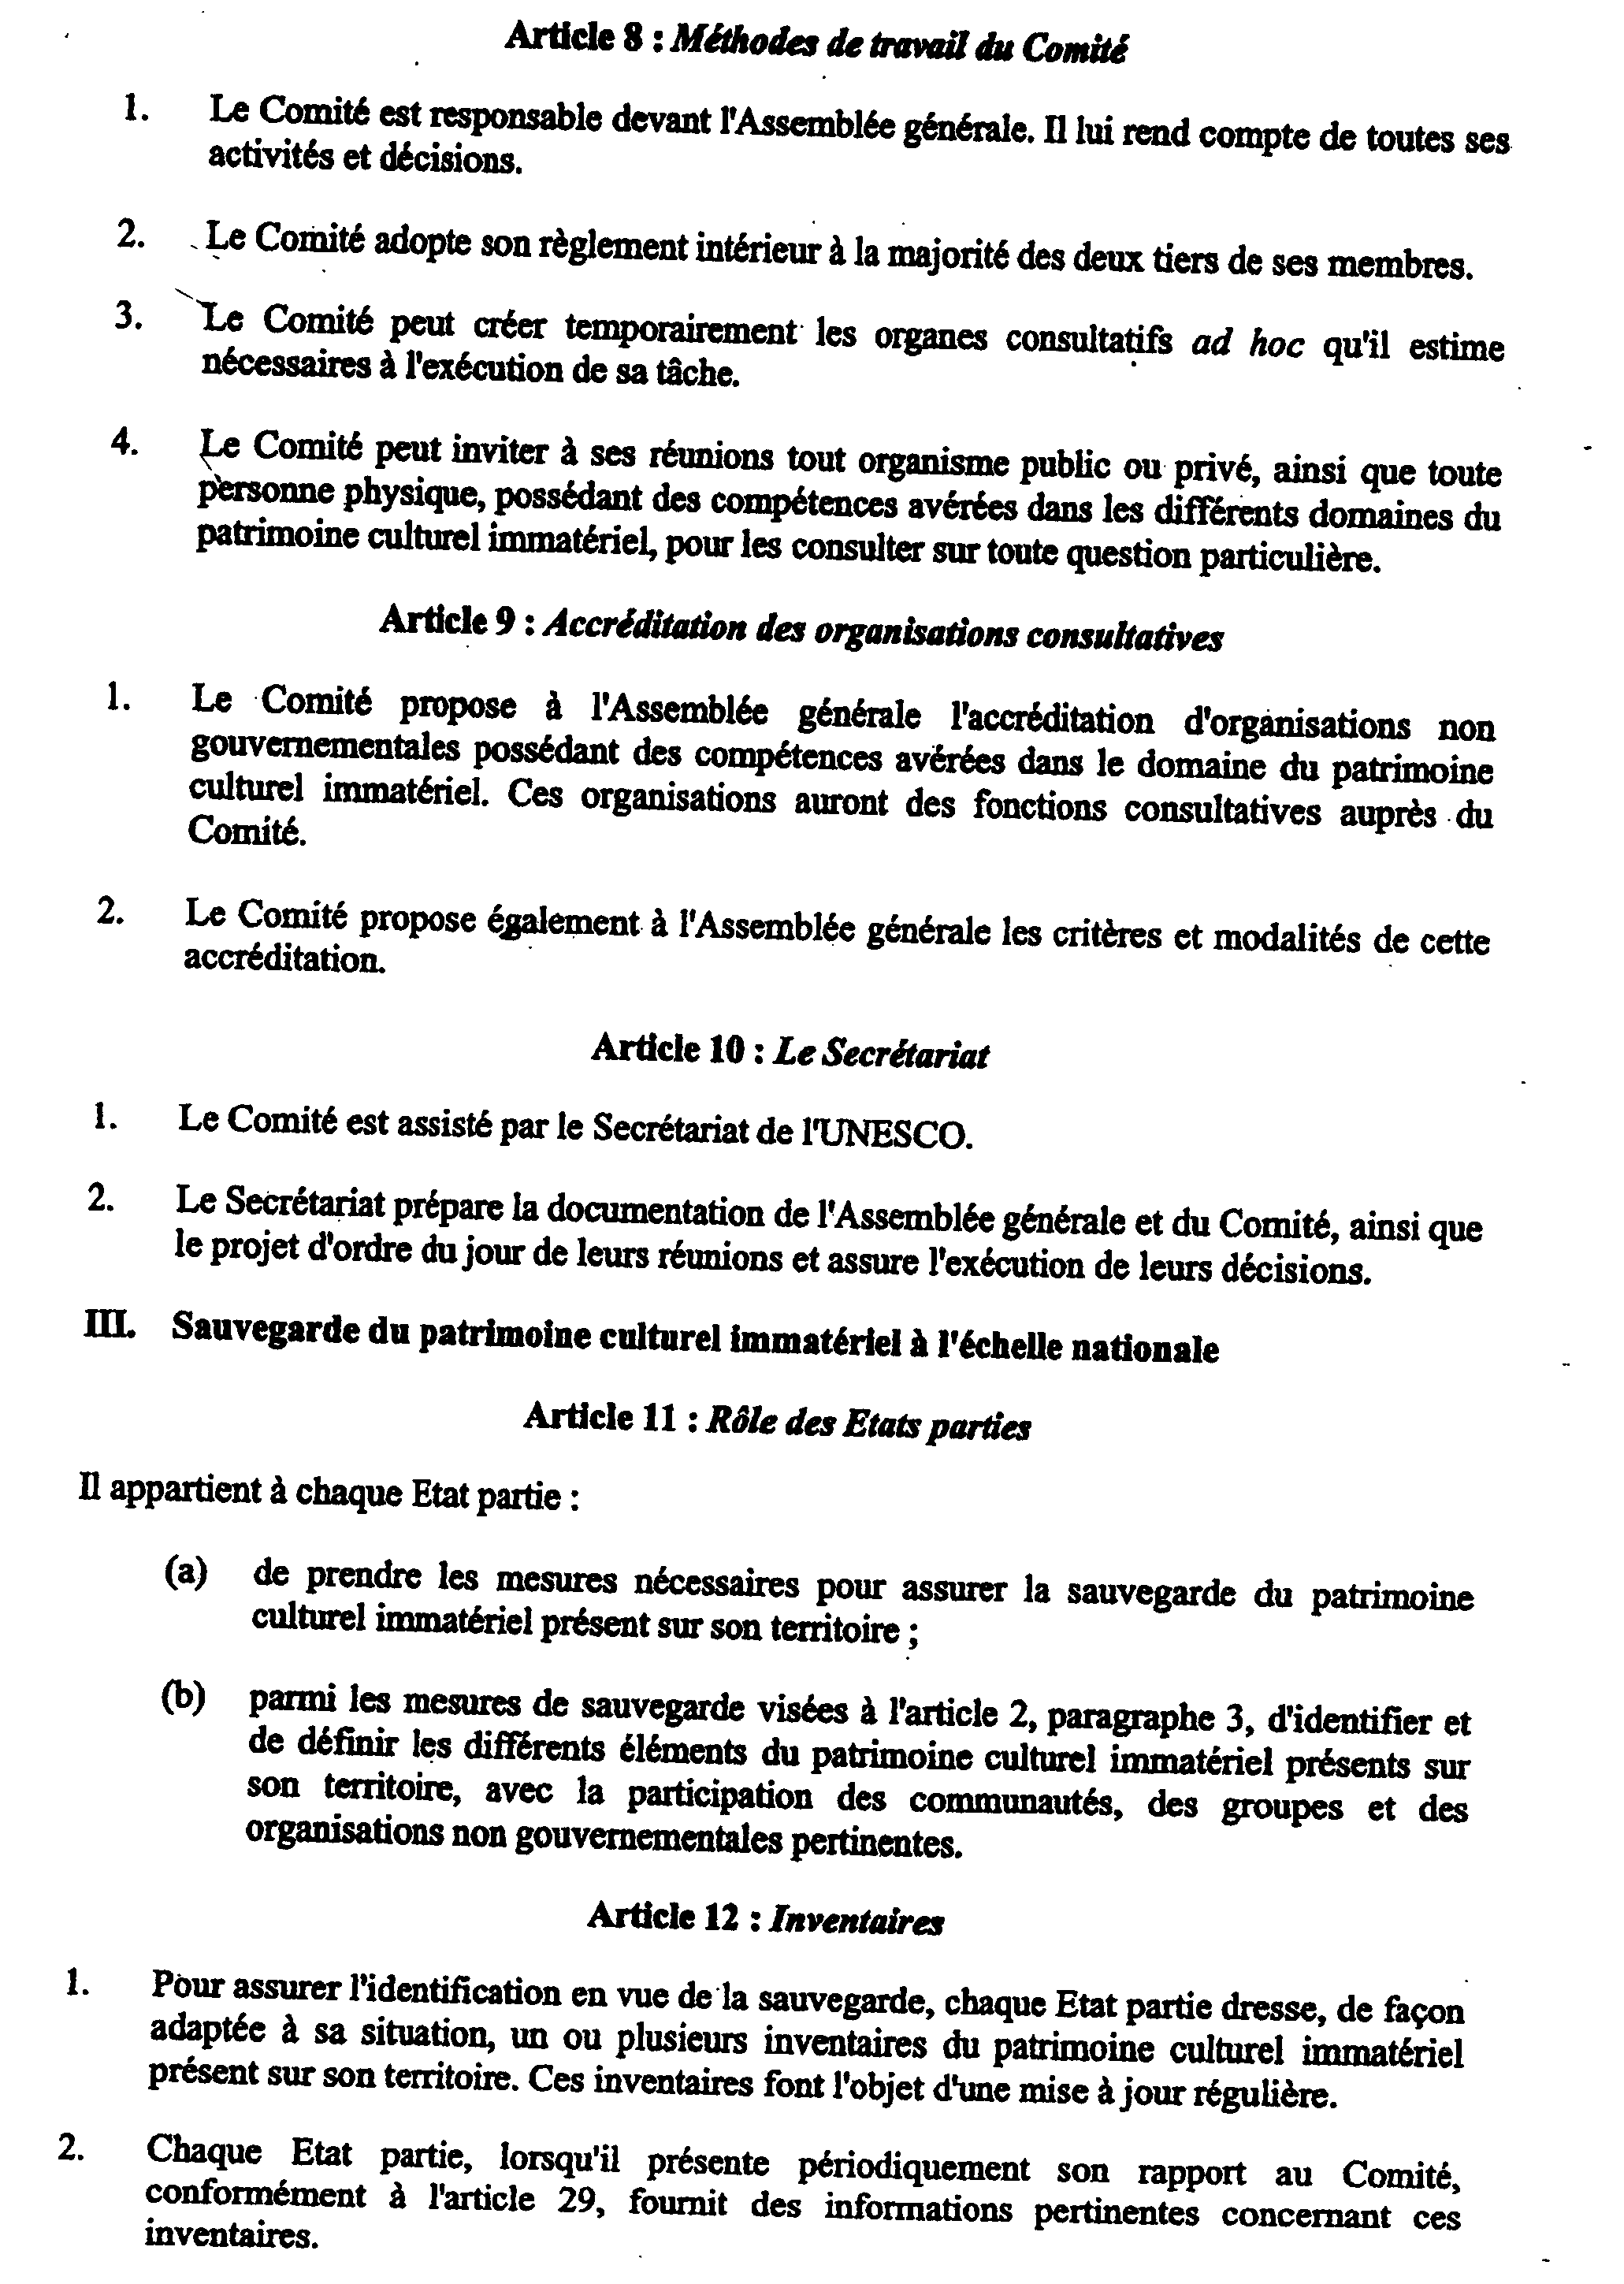 Article 8 : Méthodes de travail du Comité
1. Le Comité est responsable devant l'Assemblée générale. Il lui rend compte de toutes ses
activités et décisions.
2. Le Comité adopte son règlement intérieur à la majorité des deux tiers de ses membres.
3. Le Comité peut créer temporairement les organes consultatifs ad hoc qu'il estime
nécessaires à l'exécution de sa tâche.
4. Le Comité peut inviter à ses réunions tout organisme public ou privé, ainsi que toute
personne physique, possédant des compétences avérées dans les différents domaines du
patrimoine culturel immatériel, pour les consulter sur toute question particulière.
Article 9 : Accréditation des organisations consultatives
1. Le Comité propose à l'Assemblée générale l'accréditation d'organisations non
gouvernementales possédant des compétences avérées dans le domaine du patrimoine
culturel immatériel. Ces organisations auront des fonctions consultatives auprès du
Comité.
2. Le Comité propose également à l'Assemblée générale les critères et modalités de cette
accréditation.
Article 10 : Le Secrétariat
1. Le Comité est assisté par le Secrétariat de l'UNESCO.
2. Le Secrétariat prépare la documentation de l'Assemblée générale et du Comité, ainsi que
le projet d'ordre du jour de leurs réunions et assure l'exécution de leurs décisions.
III. Sauvegarde du patrimoine culturel immatériel à l'échelle nationale
Article 11 : Rôle des Etats parties
Il appartient à chaque Etat partie :
(a) de prendre les mesures nécessaires pour assurer la sauvegarde du patrimoine
culturel immatériel présent sur son territoire ;
(b) parmi les mesures de sauvegarde visées à l'article 2, paragraphe 3, d'identifier et
de définir les différents éléments du patrimoine culturel immatériel présents sur
son territoire, avec la participation des communautés, des groupes et des
organisations non gouvernementales pertinentes.
Article 12 : Inventaires
1. Pour assurer l'identification en vue de la sauvegarde, chaque Etat partie dresse, de façon
adaptée à sa situation, un ou plusieurs inventaires du patrimoine culturel immatériel
présent sur son territoire. Ces inventaires font l'objet d'une mise à jour régulière.
2. Chaque Etat partie, lorsqu'il présente périodiquement son rapport au Comité,
conformément à l'article 29, fournit des informations pertinentes concernant ces
inventaires.